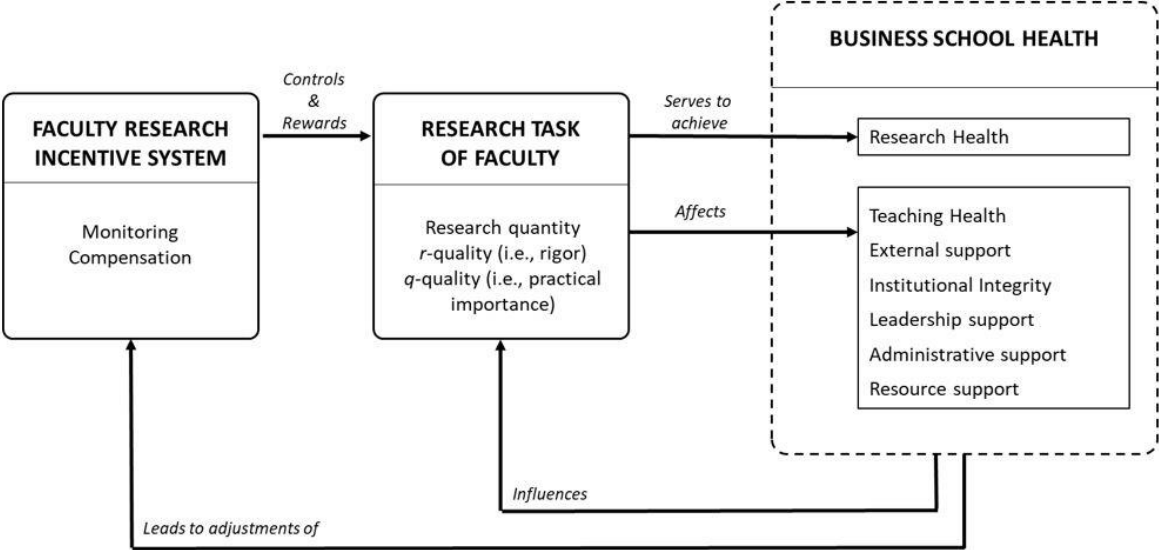 BUSINESS SCHOOL HEALTH
Controls
&
Rewards
Serves to
achieve
FACULTY RESEARCH
INCENTIVE SYSTEM
RESEARCH TASK
OF FACULTY
Research Health
Monitoring
Compensation
Research quantity
r-quality (i.e., rigor)
q-quality (i.e., practical
importance)
Affects
Teaching Health
External support
Institutional Integrity
Leadership support
Administrative support
Resource support
Influences
Leads to adjustments of